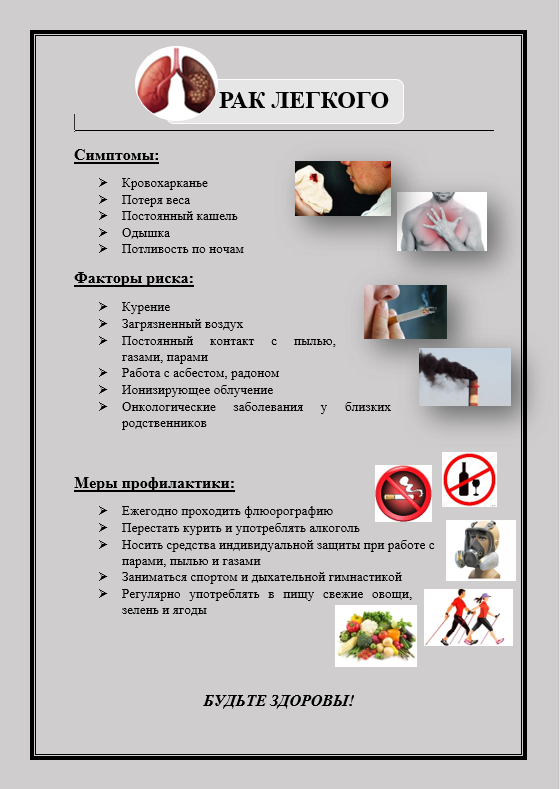 РАК ЛЕГКОГО
Симптомы:
Кровохарканье
Потеря веса
Постоянный кашель
Одышка
Потливость по ночам
Факторы риска:
Курение
Загрязненный воздух
Постоянный контакт с пылью,
газами, парами
Работа с асбестом, радоном
Ионизирующее облучение
Онкологические заболевания у близких
родственников
Меры профилактики:
Ежегодно проходить флюорографию
Перестать курить и употреблять алкоголь
Носить средства индивидуальной защиты при работе с
парами, пылью и газами
Заниматься спортом и дыхательной гимнастикой
Регулярно употреблять в пищу свежие овощи,
зелень и ягоды
БУДЬТЕ ЗДОРОВЫ!